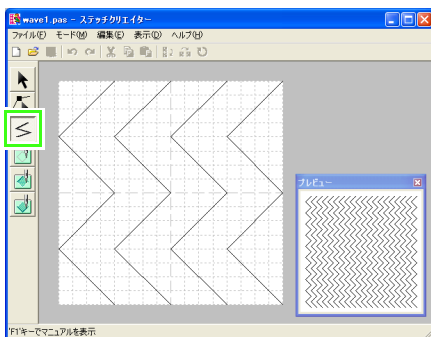 wave1.pas - ステッチクリエイター
ファイル(F) モード(M) 編集(E) 表示(D) ヘルプ(H)
プレビュー
'F1'キーでマニュアルを表示